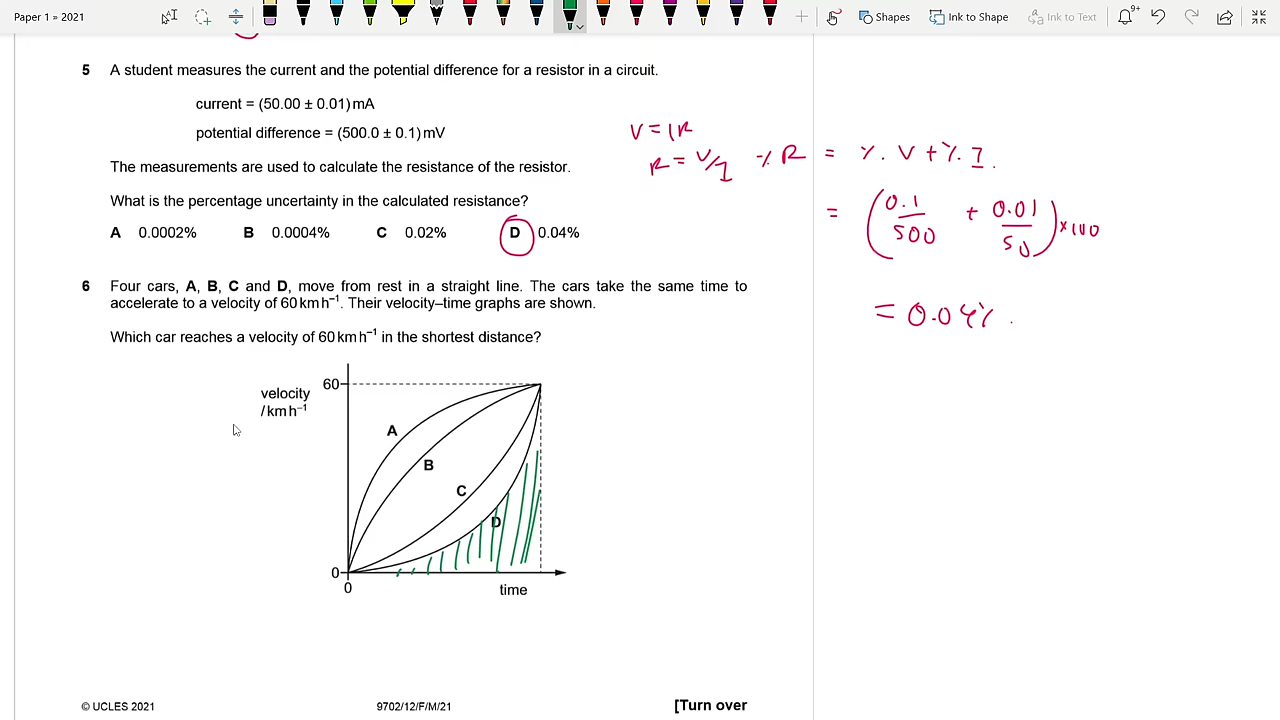 Paper 1 » 2021
Shapes
Ink to Shape
Ink to Text
9+
5 A student measures the current and the potential difference for a resistor in a circuit.
current = (50.00 ± 0.01) mA
potential difference = (500.0 ± 0.1) mV
The measurements are used to calculate the resistance of the resistor.
What is the percentage uncertainty in the calculated resistance?
A 0.0002% B 0.0004% C 0.02% D 0.04%
V = IR
R = V/I
% R = %. V + %. I.
= (0.1/500 + 0.01/50) × 100
= 0.04%.
6 Four cars, A, B, C and D, move from rest in a straight line. The cars take the same time to
accelerate to a velocity of 60 km h⁻¹. Their velocity–time graphs are shown.
Which car reaches a velocity of 60 km h⁻¹ in the shortest distance?
60
velocity
/ km h⁻¹
A
B
C
D
0
0
time
© UCLES 2021
9702/12/F/M/21
[Turn over